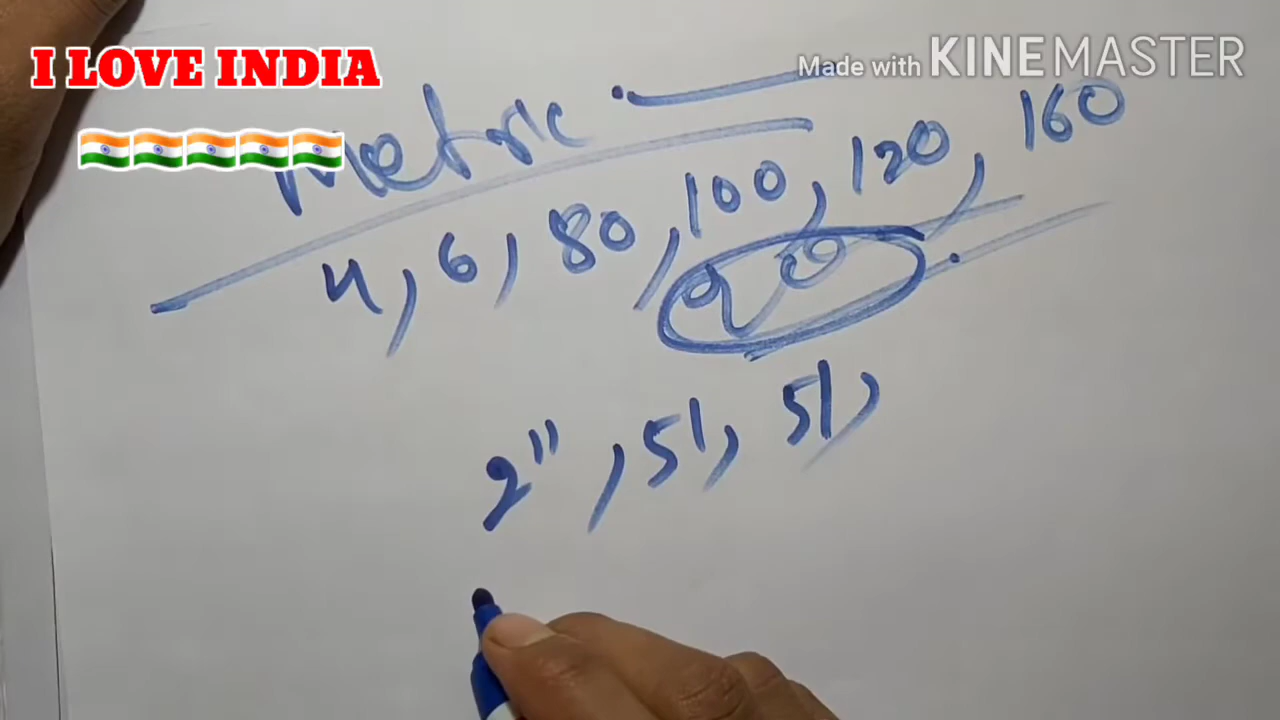 I LOVE INDIA
Made with KINEMASTER
Metric
4, 6, 80, 100, 120, 160
2", 51, 51,